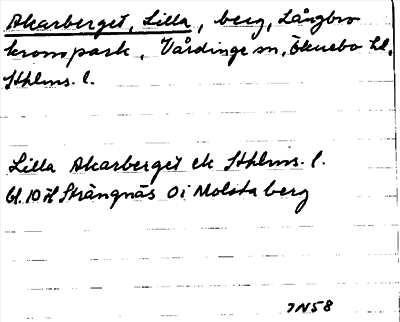 Akarberget, Lilla, berg, Långbro
kronopark, Vårdinge sn, Öknebo hd,
Sthlms. l.
Lilla Akarberget ek Sthlms. l.
bl. 10 H Strängnäs O i Molsta berg
7N58